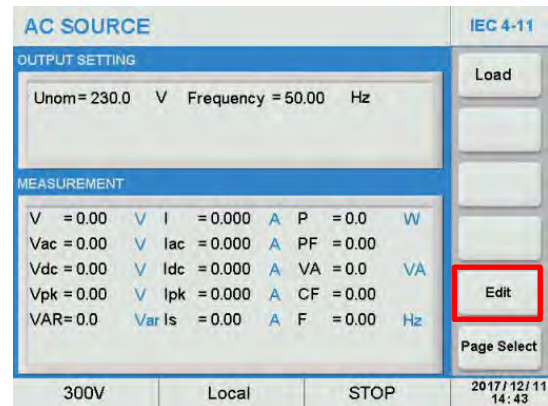 AC SOURCE
IEC 4-11
OUTPUT SETTING
Unom = 230.0 V Frequency = 50.00 Hz
Load
MEASUREMENT
V = 0.00 V I = 0.000 A P = 0.0 W
Vac = 0.00 V Iac = 0.000 A PF = 0.00
Vdc = 0.00 V Idc = 0.000 A VA = 0.0 VA
Vpk = 0.00 V Ipk = 0.000 A CF = 0.00
VAR= 0.0 Var Is = 0.00 A F = 0.00 Hz
Edit
Page Select
300V Local STOP
2017/12/11
14:43